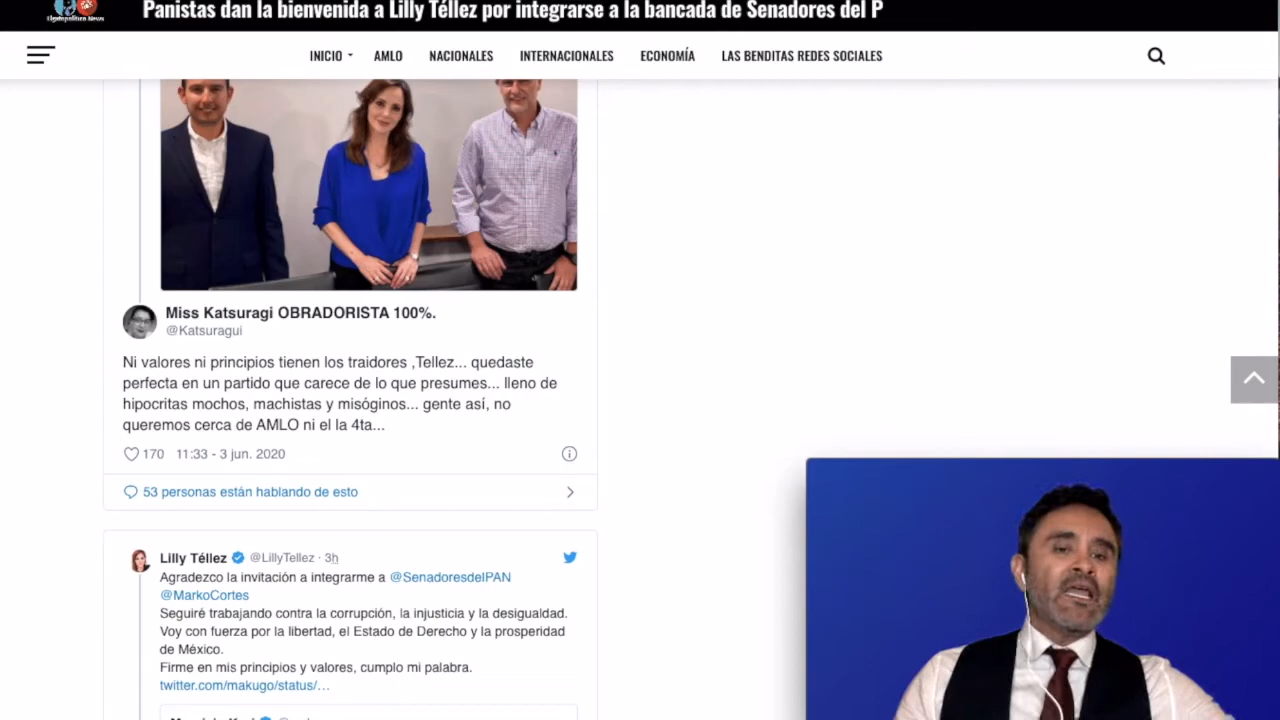 Panistas dan la bienvenida a Lilly Téllez por integrarse a la bancada de Senadores del P
Elgatopolitico News
INICIO
AMLO
NACIONALES
INTERNACIONALES
ECONOMÍA
LAS BENDITAS REDES SOCIALES
Miss Katsuragi OBRADORISTA 100%.
@Katsuragui
Ni valores ni principios tienen los traidores ,Tellez... quedaste
perfecta en un partido que carece de lo que presumes... lleno de
hipocritas mochos, machistas y misóginos... gente así, no
queremos cerca de AMLO ni el la 4ta...
170 11:33 - 3 jun. 2020
53 personas están hablando de esto
Lilly Téllez @LillyTellez · 3h
Agradezco la invitación a integrarme a @SenadoresdelPAN
@MarkoCortes
Seguiré trabajando contra la corrupción, la injusticia y la desigualdad.
Voy con fuerza por la libertad, el Estado de Derecho y la prosperidad
de México.
Firme en mis principios y valores, cumplo mi palabra.
twitter.com/makugo/status/...